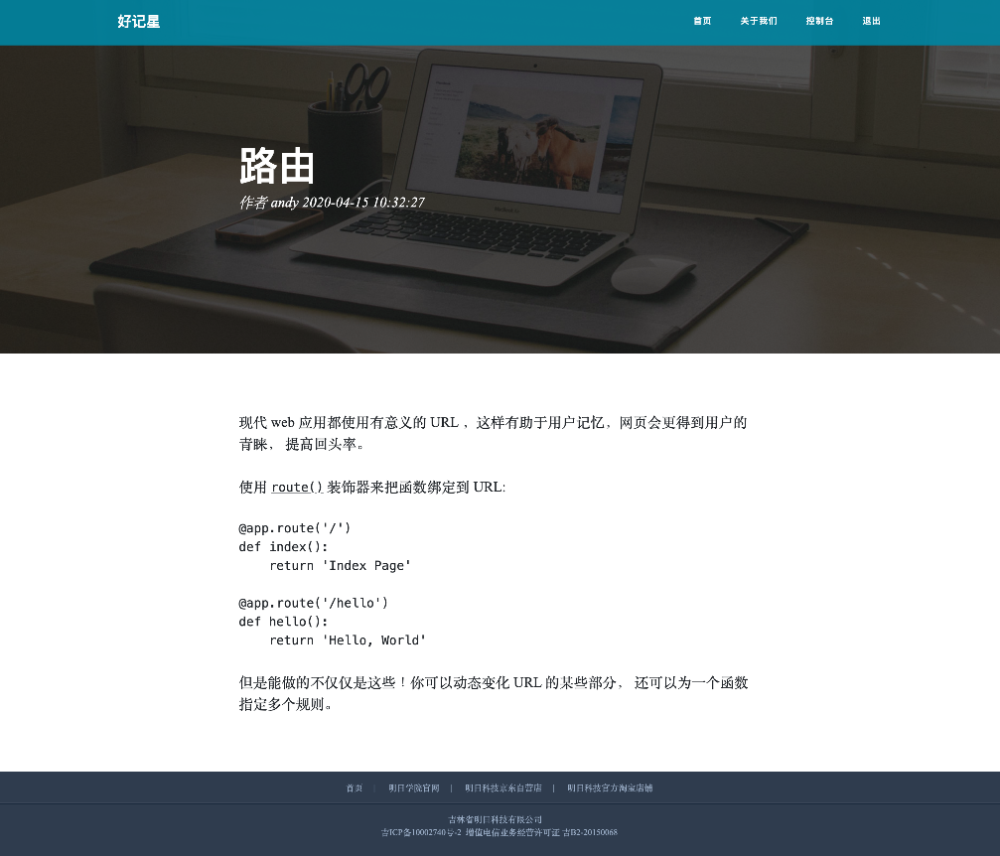 好记星
首页 关于我们 控制台 退出
路由
作者 andy 2020-04-15 10:32:27
现代 web 应用都使用有意义的 URL ，这样有助于用户记忆，网页会更得到用户的
青睐， 提高回头率。
使用 route() 装饰器来把函数绑定到 URL:
@app.route('/')
def index():
    return 'Index Page'
@app.route('/hello')
def hello():
    return 'Hello, World'
但是能做的不仅仅是这些！你可以动态变化 URL 的某些部分， 还可以为一个函数
指定多个规则。
首页 | 明日学院官网 | 明日科技京东自营店 | 明日科技官方淘宝店铺
吉林省明日科技有限公司
吉ICP备10002740号-2 增值电信业务经营许可证 吉B2-20150068